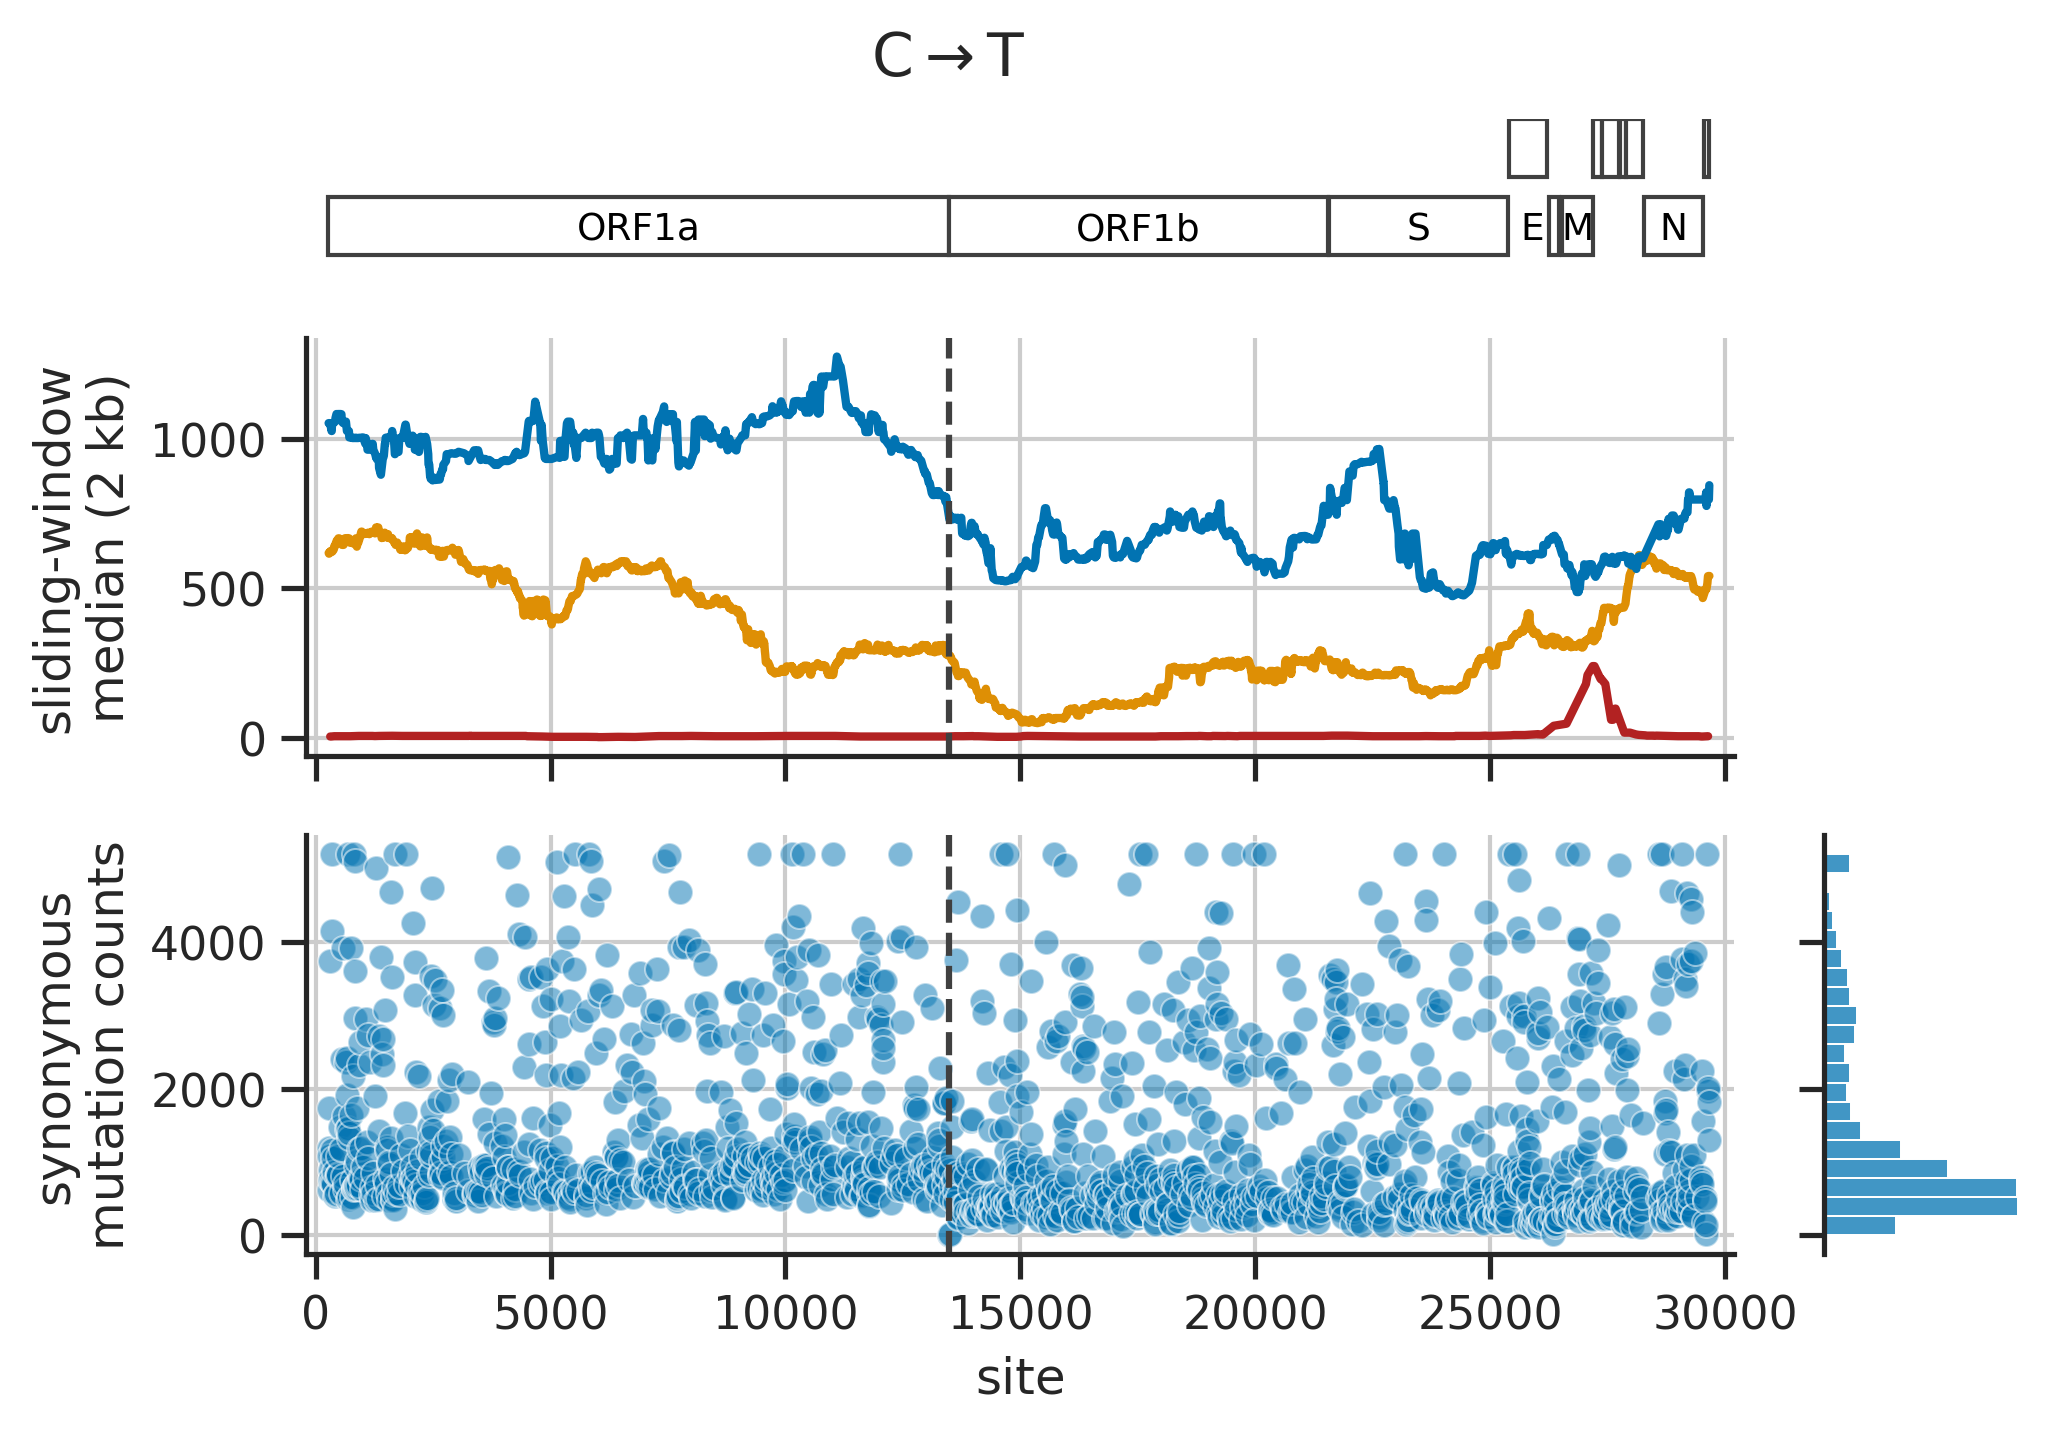 C → T
ORF1a ORF1b S E M N
sliding-window
median (2 kb)
1000
500
0
synonymous
mutation counts
4000
2000
0
0 5000 10000 15000 20000 25000 30000
site